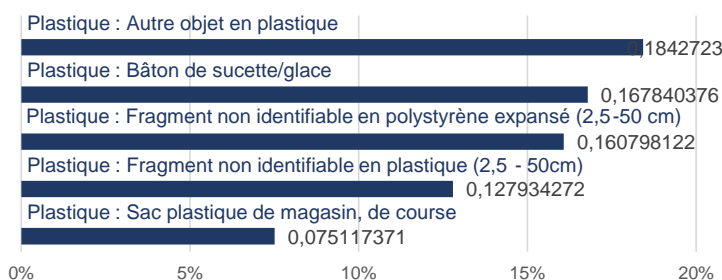 Plastique : Autre objet en plastique
0,1842723
Plastique : Bâton de sucette/glace
0,167840376
Plastique : Fragment non identifiable en polystyrène expansé (2,5-50 cm)
0,160798122
Plastique : Fragment non identifiable en plastique (2,5 - 50cm)
0,127934272
Plastique : Sac plastique de magasin, de course
0,075117371
0% 5% 10% 15% 20%